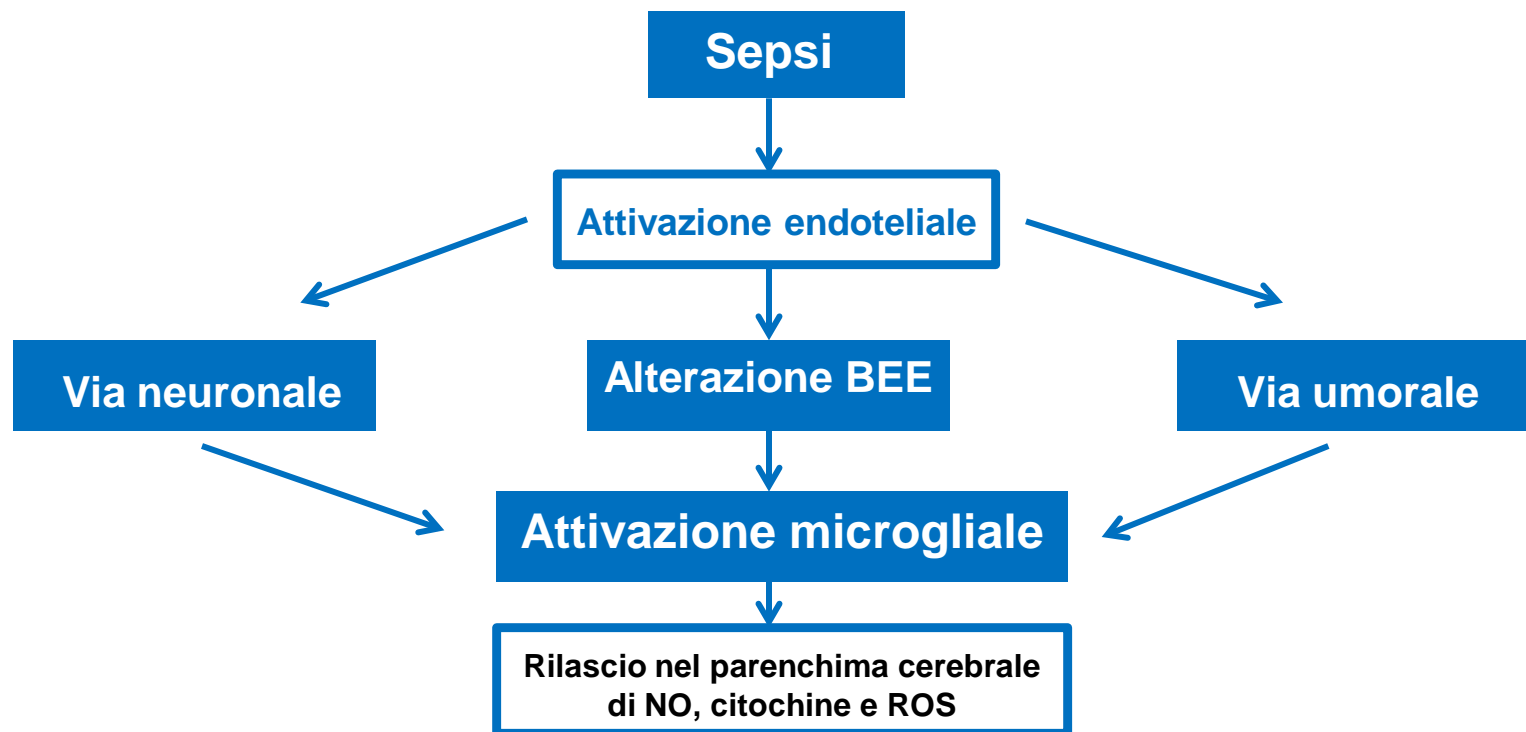 Sepsi
Attivazione endoteliale
Via neuronale
Alterazione BEE
Via umorale
Attivazione microgliale
Rilascio nel parenchima cerebrale
di NO, citochine e ROS